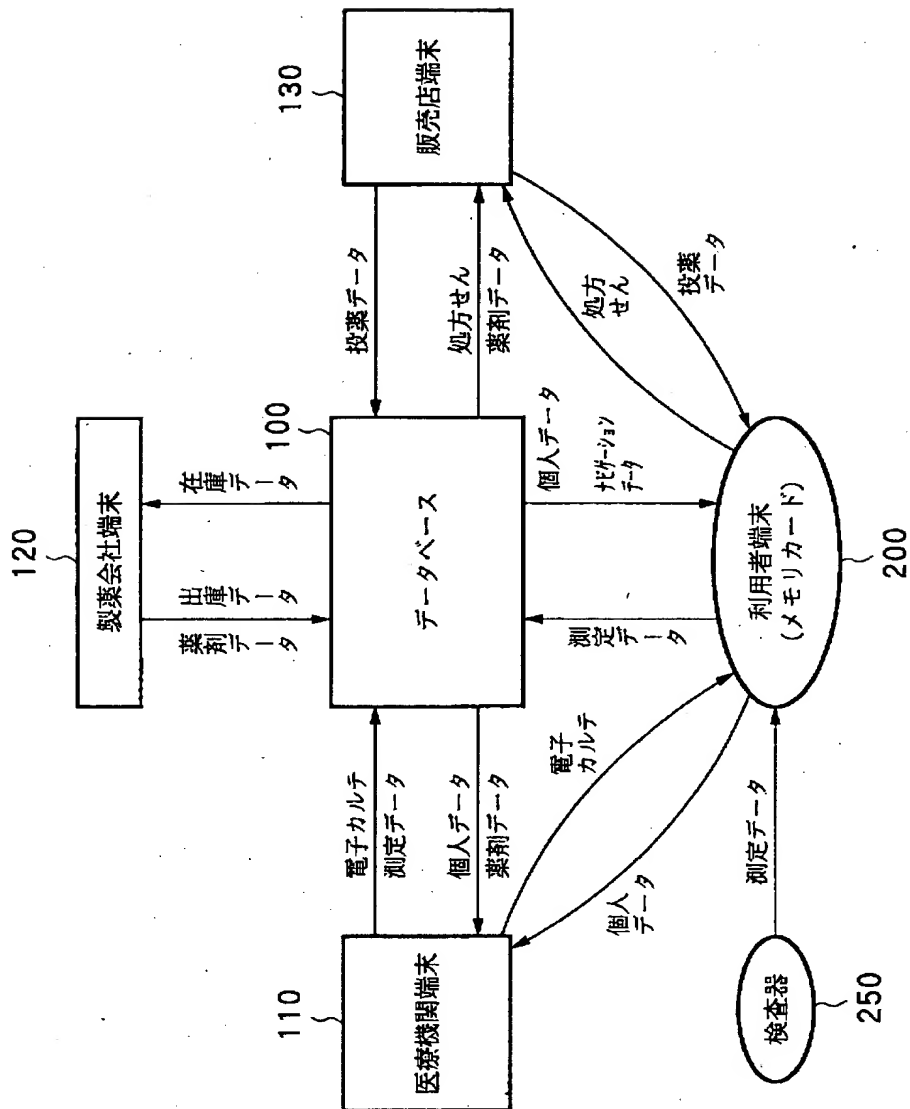 120
製薬会社端末
薬剤データ
出庫データ
在庫
データ
110
医療機関端末
電子カルテ
測定データ
個人データ
薬剤データ
100
データベース
投薬データ
処方せん
薬剤データ
130
販売店端末
電子
カルテ
個人
データ
測定
データ
個人データ
ナビゲーション
データ
処方
せん
投薬
データ
検査器
250
測定データ
利用者端末
(メモリカード)
200